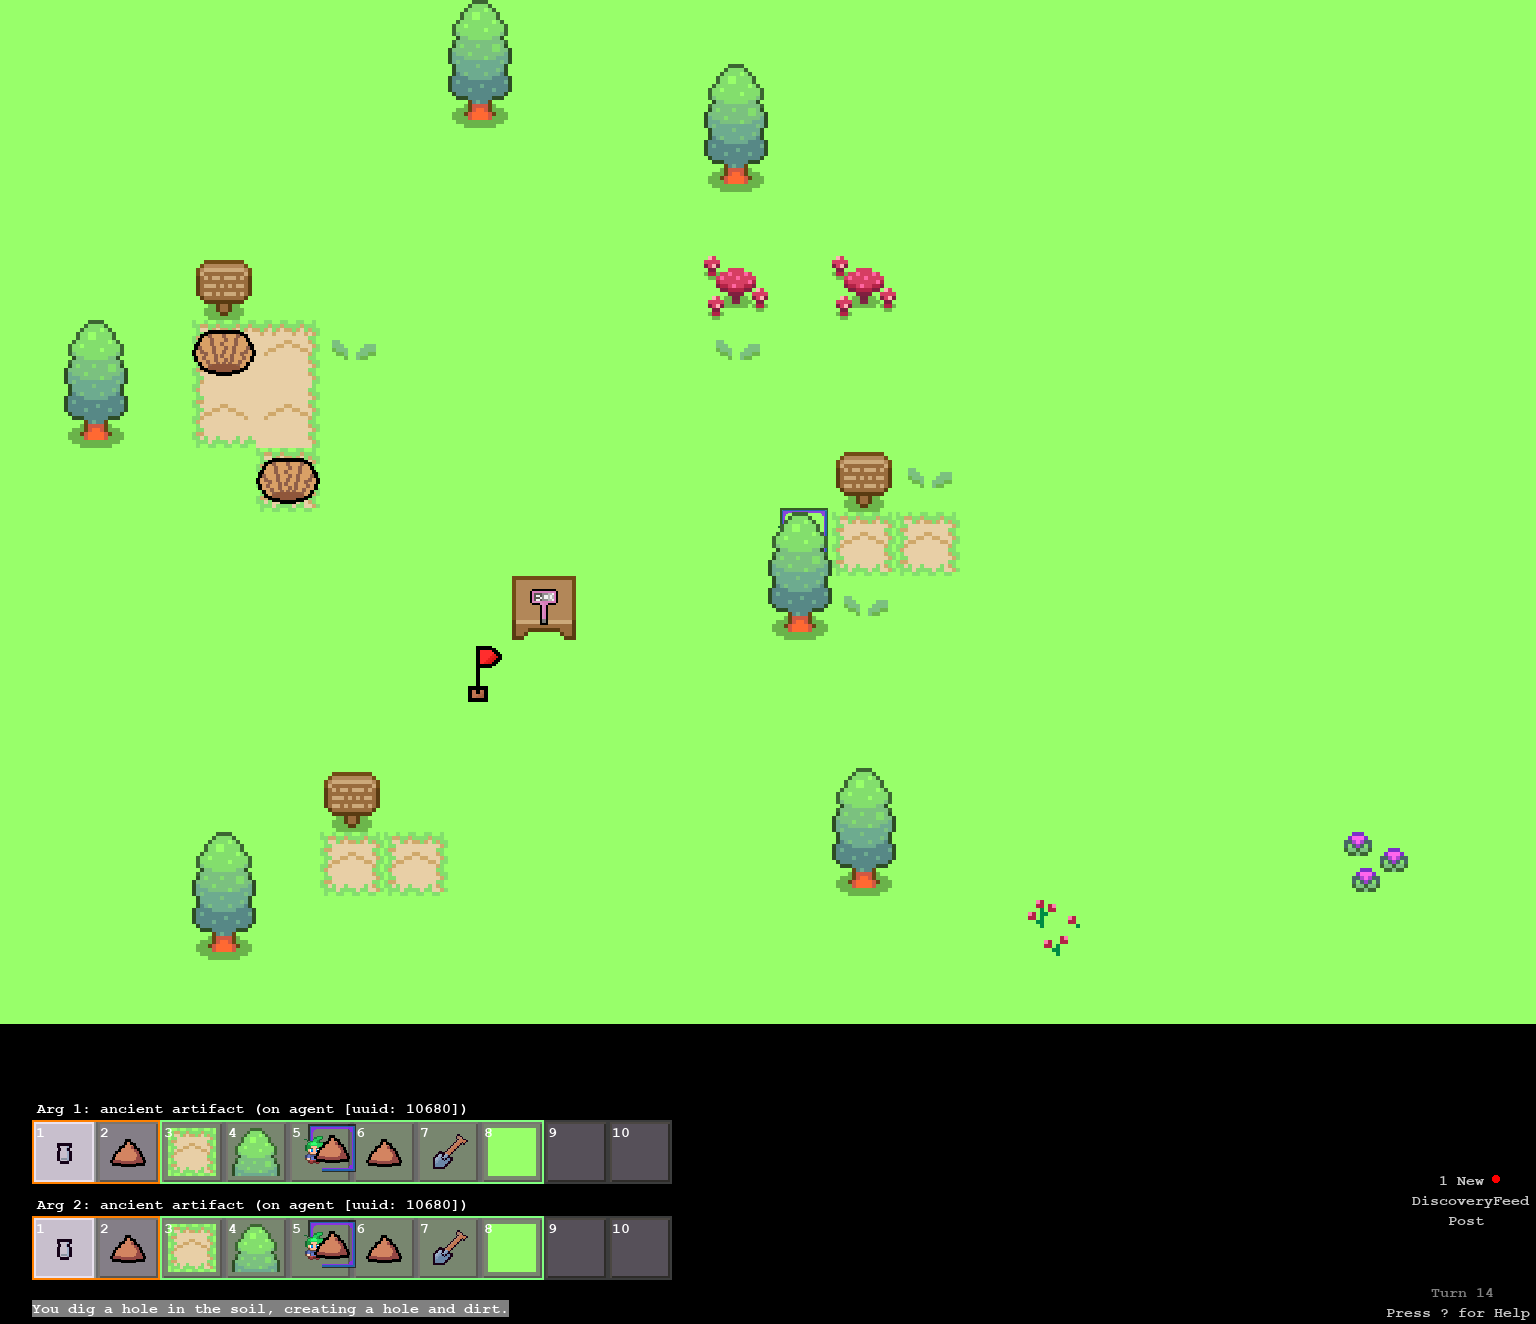 Arg 1: ancient artifact (on agent [uuid: 10680])
1 2 3 4 5 6 7 8 9 10
Arg 2: ancient artifact (on agent [uuid: 10680])
1 2 3 4 5 6 7 8 9 10
You dig a hole in the soil, creating a hole and dirt.
1 New
DiscoveryFeed
Post
Turn 14
Press ? for Help